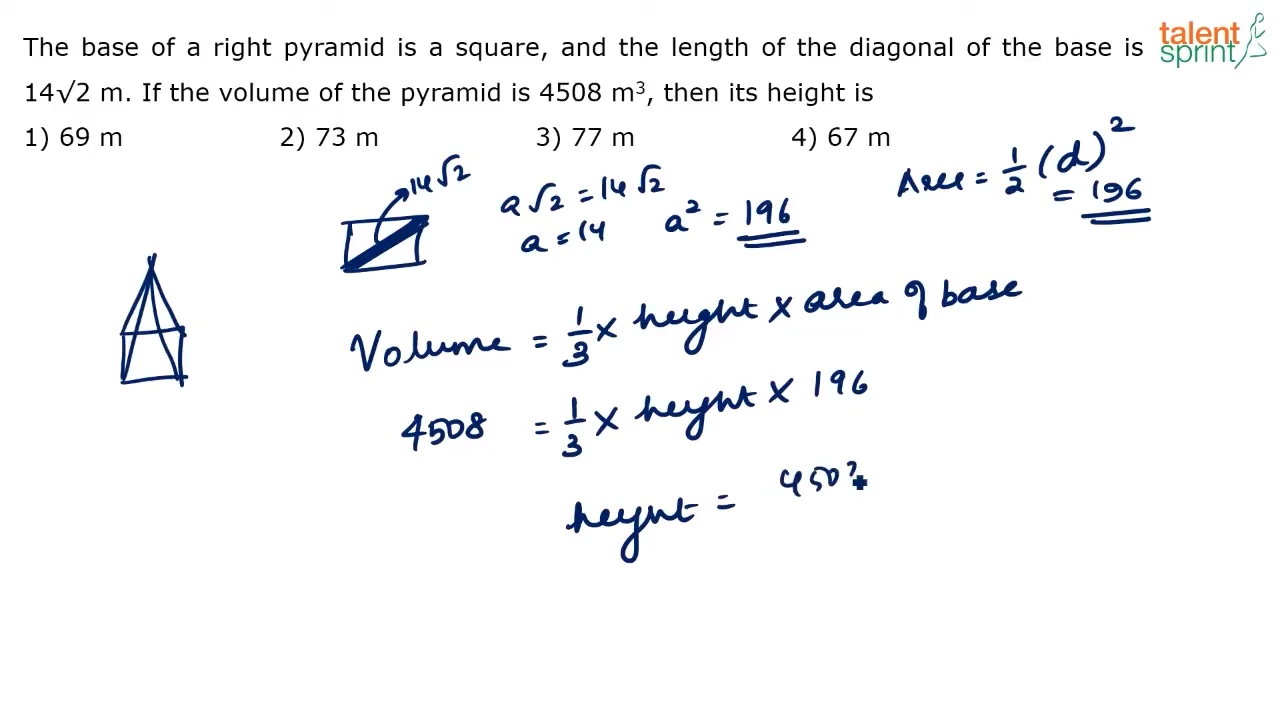 The base of a right pyramid is a square, and the length of the diagonal of the base is
14√2 m. If the volume of the pyramid is 4508 m³, then its height is
1) 69 m 2) 73 m 3) 77 m 4) 67 m
talent
sprint
14√2
a√2 = 14√2
a = 14
a² = 196
Area = 1/2 (d)²
= 196
Volume = 1/3 × height × area of base
4508 = 1/3 × height × 196
height = 450